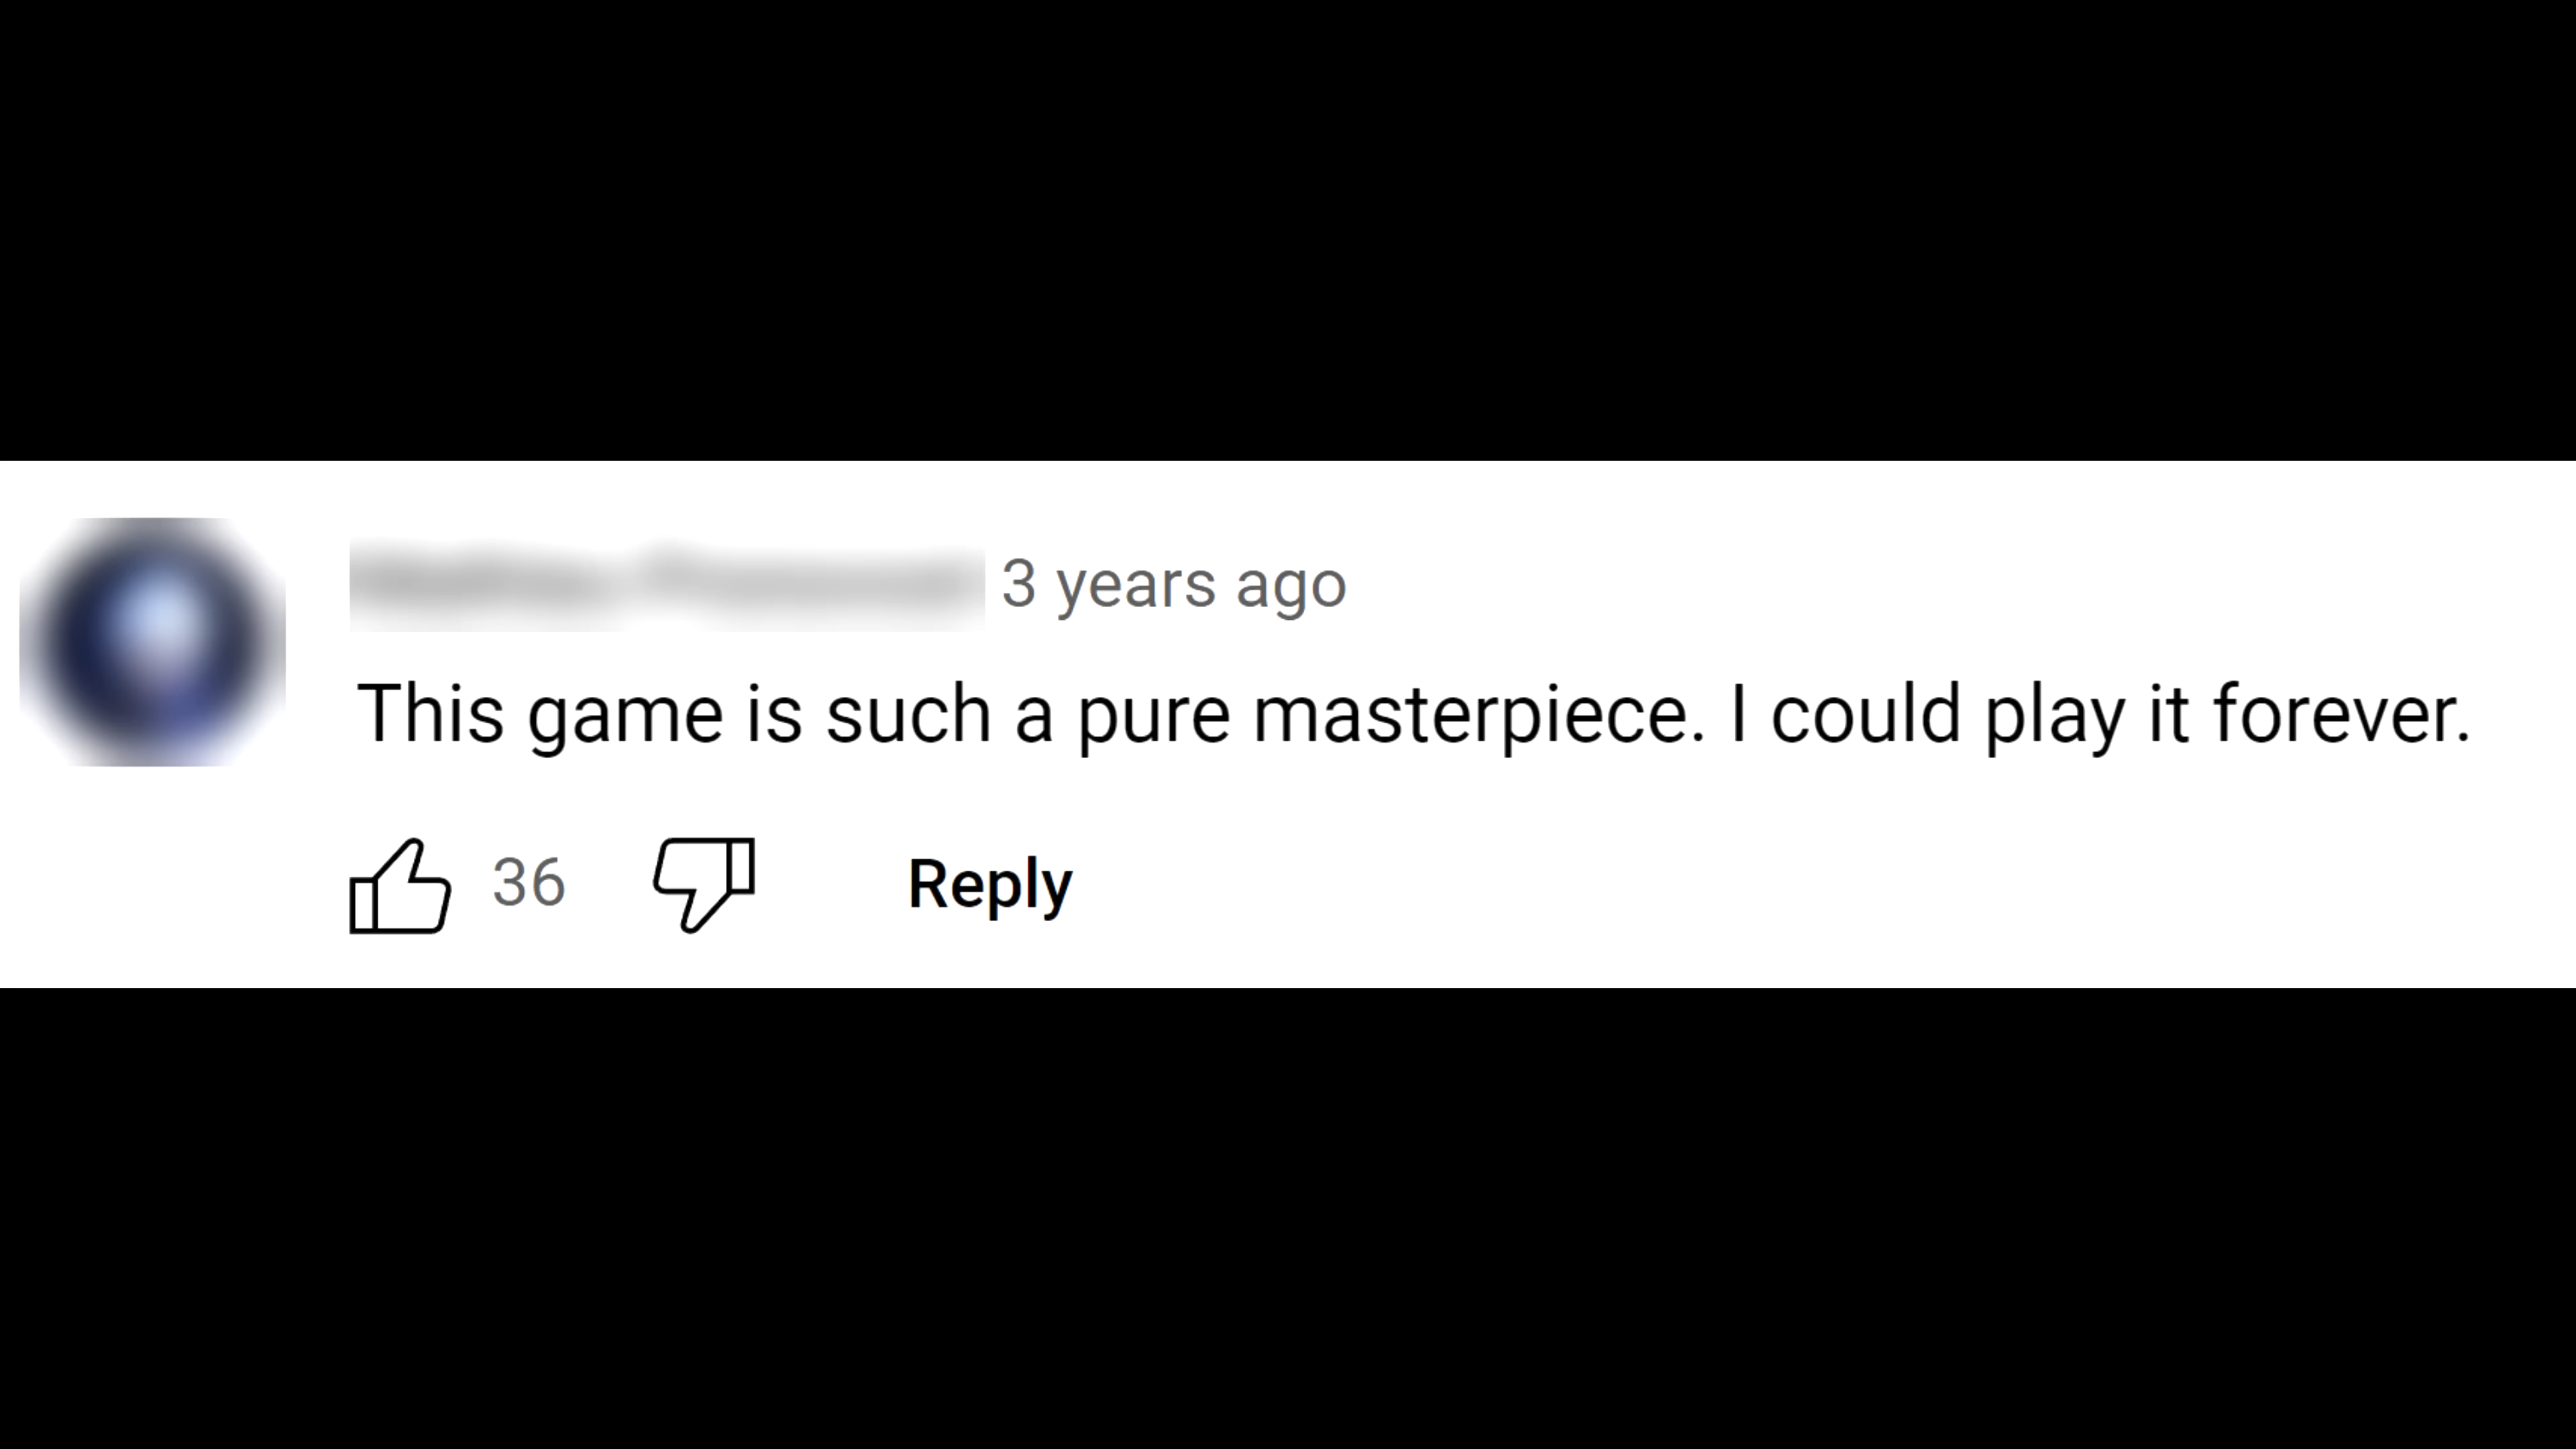 3 years ago
This game is such a pure masterpiece. I could play it forever.
36 Reply